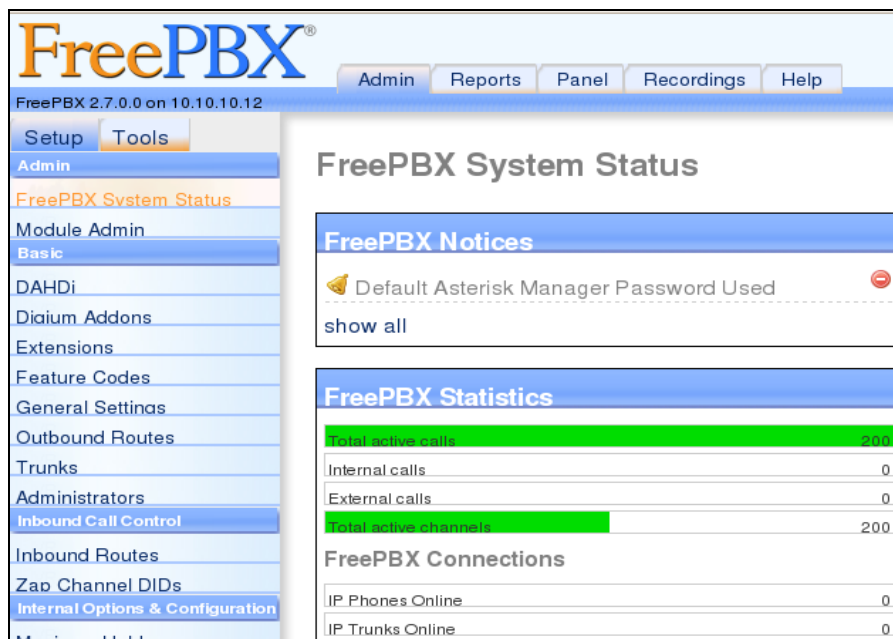 FreePBX®
Admin Reports Panel Recordings Help
FreePBX 2.7.0.0 on 10.10.10.12
Setup Tools
Admin
FreePBX System Status
Module Admin
Basic
DAHDi
Digium Addons
Extensions
Feature Codes
General Settings
Outbound Routes
Trunks
Administrators
Inbound Call Control
Inbound Routes
Zap Channel DIDs
Internal Options & Configuration
FreePBX System Status
FreePBX Notices
Default Asterisk Manager Password Used
show all
FreePBX Statistics
Total active calls 200
Internal calls 0
External calls 0
Total active channels 200
FreePBX Connections
IP Phones Online 0
IP Trunks Online 0